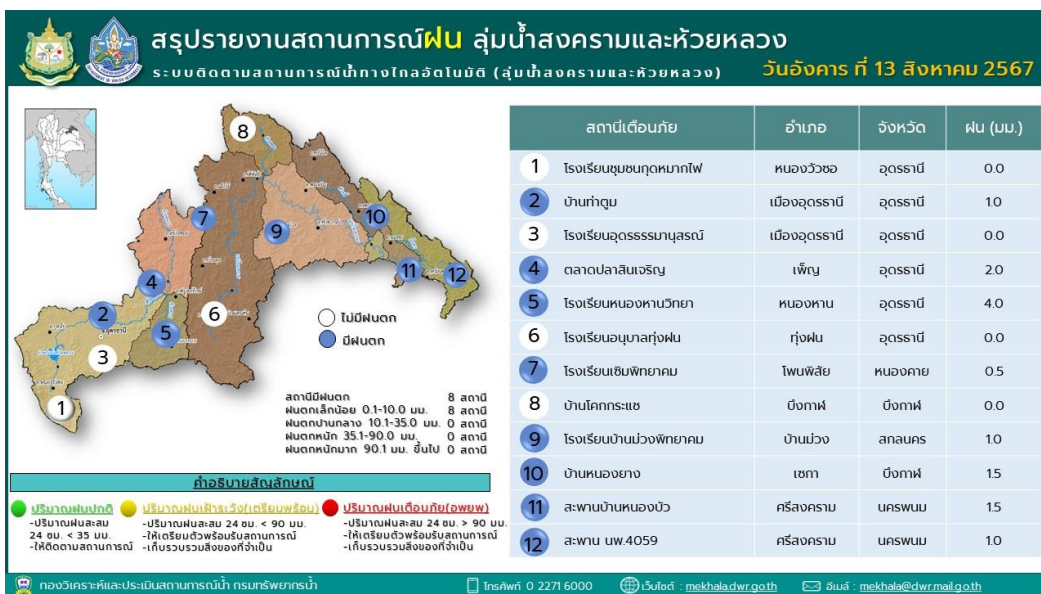 สรุปรายงานสถานการณ์ฝน ลุ่มน้ำสงครามและห้วยหลวง
ระบบติดตามสถานการณ์น้ำทางไกลอัตโนมัติ (ลุ่มน้ำสงครามและห้วยหลวง)
วันอังคาร ที่ 13 สิงหาคม 2567
8
7
9
10
11
12
4
2
5
6
3
1
อ.อุดรธานี
ไม่มีฝนตก
มีฝนตก
สถานีมีฝนตก 8 สถานี
ฝนตกเล็กน้อย 0.1-10.0 มม. 8 สถานี
ฝนตกปานกลาง 10.1-35.0 มม. 0 สถานี
ฝนตกหนัก 35.1-90.0 มม. 0 สถานี
ฝนตกหนักมาก 90.1 มม. ขึ้นไป 0 สถานี
คำอธิบายสัญลักษณ์
ปริมาณฝนปกติ
-ปริมาณฝนสะสม
24 ชม. < 35 มม.
-ให้ติดตามสถานการณ์
ปริมาณฝนเฝ้าระวัง(เตรียมพร้อม)
-ปริมาณฝนสะสม 24 ชม. < 90 มม.
-ให้เตรียมตัวพร้อมรับสถานการณ์
-เก็บรวบรวมสิ่งของที่จำเป็น
ปริมาณฝนเตือนภัย(อพยพ)
-ปริมาณฝนสะสม 24 ชม. > 90 มม.
-ให้เตรียมตัวพร้อมรับสถานการณ์
-เก็บรวบรวมสิ่งของที่จำเป็น
สถานีเตือนภัย อำเภอ จังหวัด ฝน (มม.)
1 โรงเรียนชุมชนกุดหมากไฟ หนองวัวซอ อุดรธานี 0.0
2 บ้านท่าตูม เมืองอุดรธานี อุดรธานี 1.0
3 โรงเรียนอุดรธรรมานุสรณ์ เมืองอุดรธานี อุดรธานี 0.0
4 ตลาดปลาสินเจริญ เพ็ญ อุดรธานี 2.0
5 โรงเรียนหนองหานวิทยา หนองหาน อุดรธานี 4.0
6 โรงเรียนอนุบาลทุ่งฝน ทุ่งฝน อุดรธานี 0.0
7 โรงเรียนเซิมพิทยาคม โพนพิสัย หนองคาย 0.5
8 บ้านโคกกระแซ บึงกาฬ บึงกาฬ 0.0
9 โรงเรียนบ้านม่วงพิทยาคม บ้านม่วง สกลนคร 1.0
10 บ้านหนองยาง เซกา บึงกาฬ 1.5
11 สะพานบ้านหนองบัว ศรีสงคราม นครพนม 1.5
12 สะพาน นพ.4059 ศรีสงคราม นครพนม 1.0
กองวิเคราะห์และประเมินสถานการณ์น้ำ กรมทรัพยากรน้ำ
โทรศัพท์ 0 2271 6000
เว็บไซต์ : mekhala.dwr.go.th
อีเมล์ : mekhala@dwr.mail.go.th